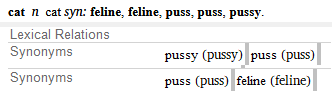 cat n cat syn: feline, feline, puss, puss, pussy.
Lexical Relations
Synonyms pussy (pussy) puss (puss)
Synonyms puss (puss) feline (feline)